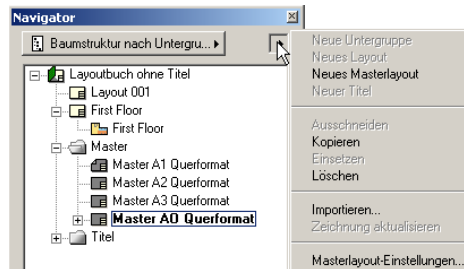 Navigator
Baumstruktur nach Untergru...
Layoutbuch ohne Titel
Layout 001
First Floor
First Floor
Master
Master A1 Querformat
Master A2 Querformat
Master A3 Querformat
Master AO Querformat
Titel
Neue Untergruppe
Neues Layout
Neues Masterlayout
Neuer Titel
Ausschneiden
Kopieren
Einsetzen
Löschen
Importieren...
Zeichnung aktualisieren
Masterlayout-Einstellungen...